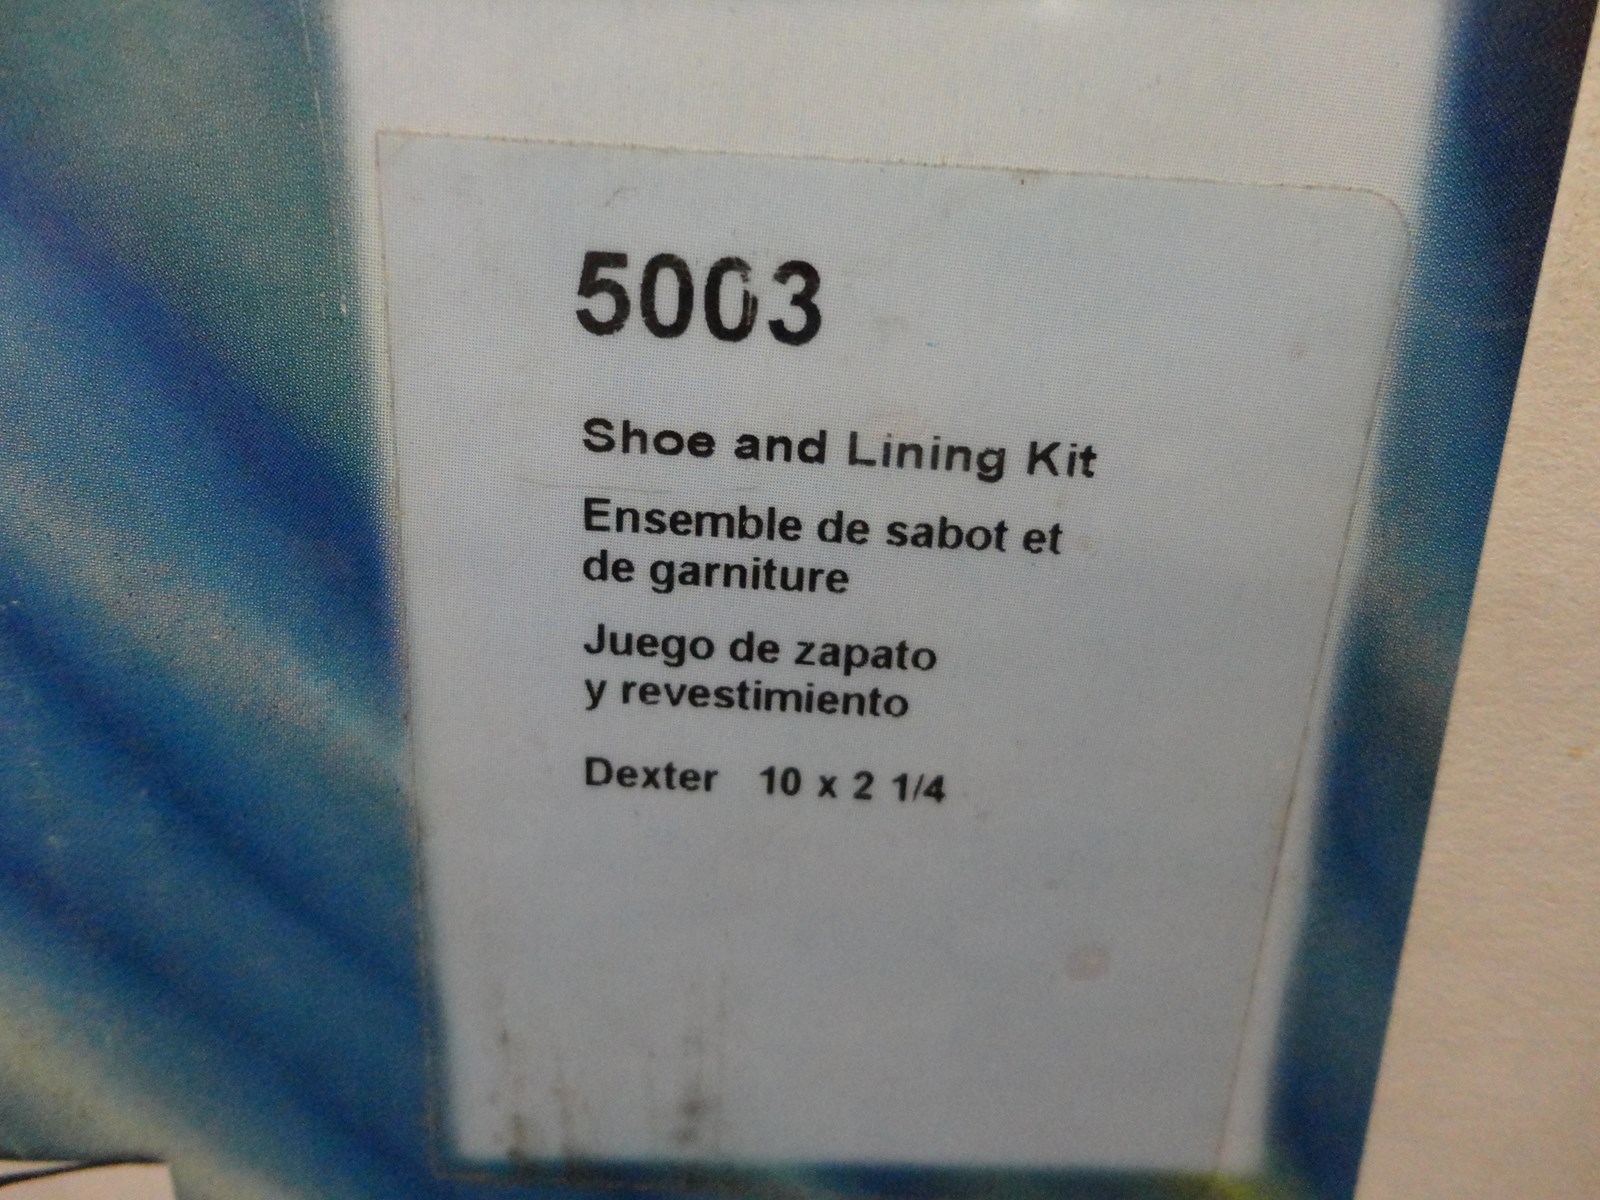 5003
Shoe and Lining Kit
Ensemble de sabot et
de garniture
Juego de zapato
y revestimiento
Dexter 10 x 2 1/4